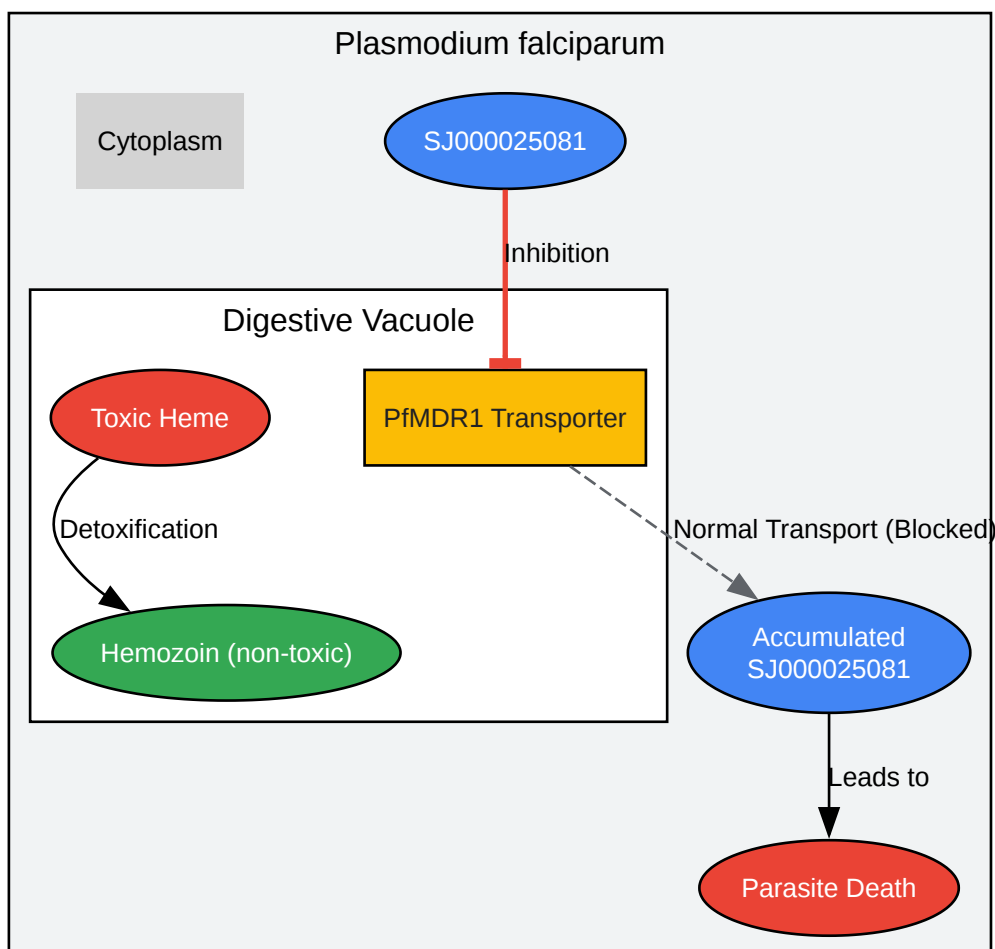 Plasmodium falciparum
Cytoplasm
SJ000025081
Inhibition
Digestive Vacuole
Toxic Heme
PfMDR1 Transporter
Detoxification
Normal Transport (Blocked)
Hemozoin (non-toxic)
Accumulated
SJ000025081
Leads to
Parasite Death